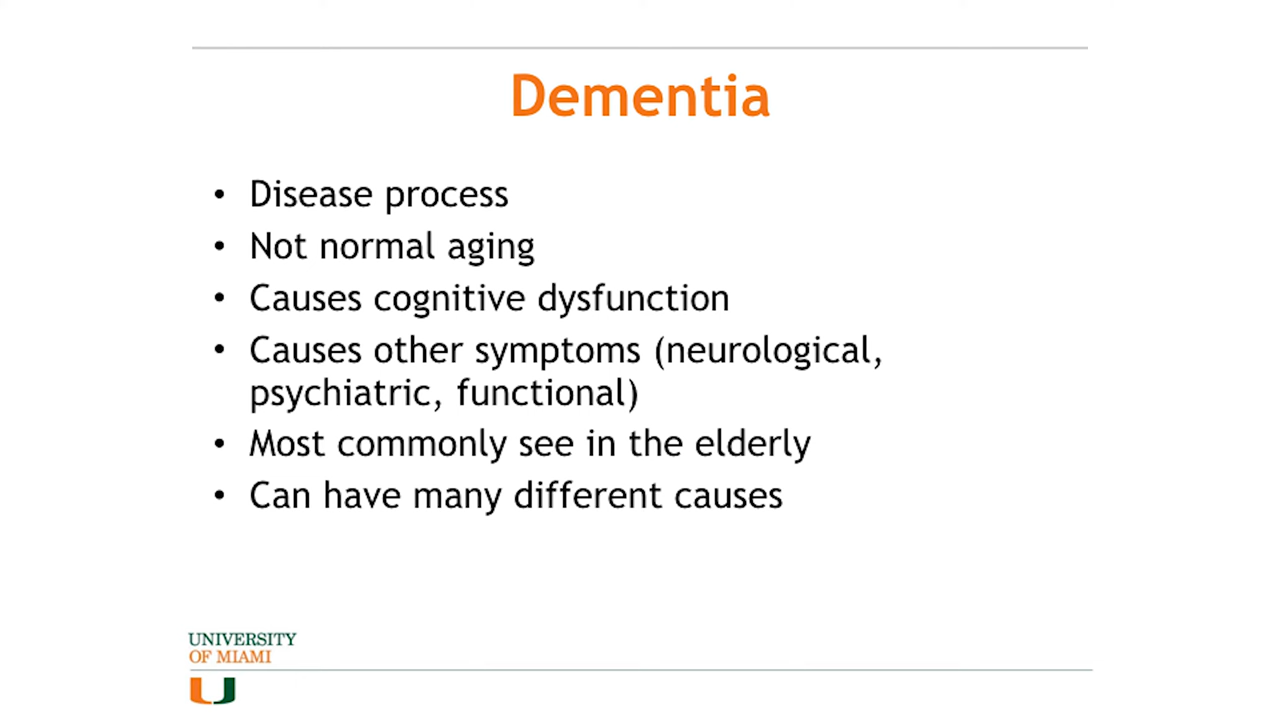 Dementia
• Disease process
• Not normal aging
• Causes cognitive dysfunction
• Causes other symptoms (neurological,
psychiatric, functional)
• Most commonly see in the elderly
• Can have many different causes
UNIVERSITY
OF MIAMI